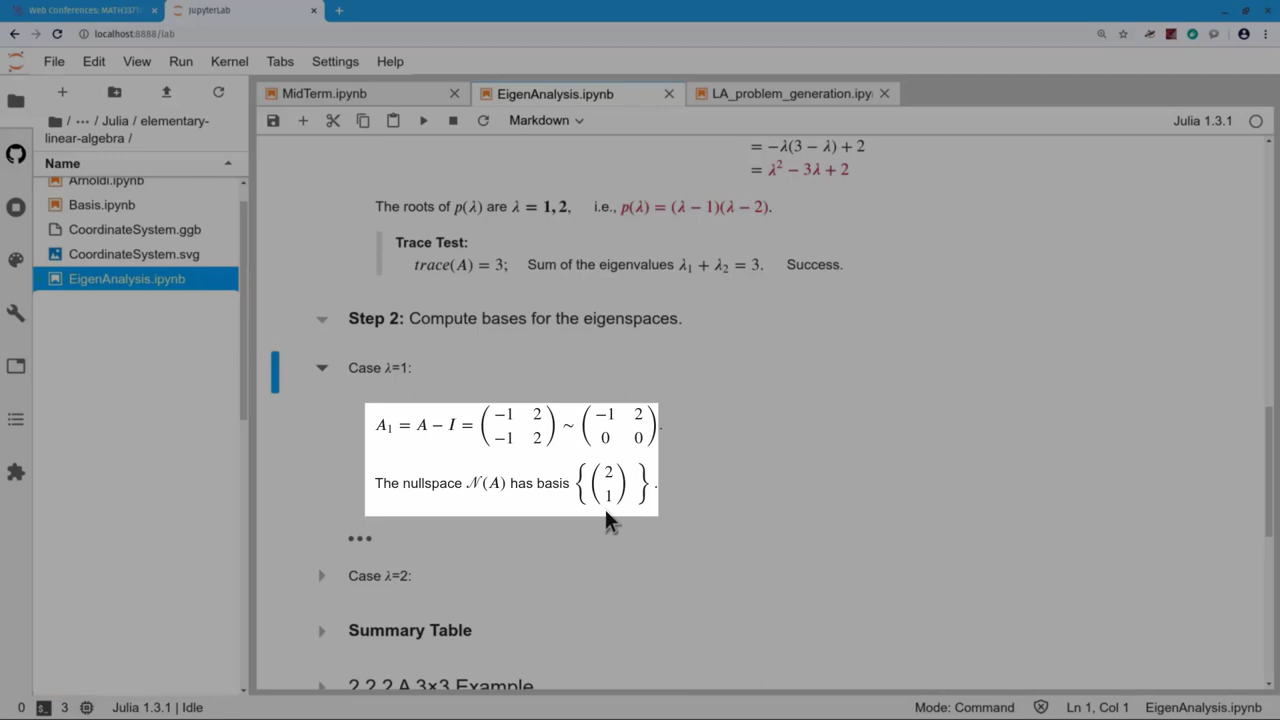 Web Conferences: MATH3371
JupyterLab
localhost:8888/lab
File Edit View Run Kernel Tabs Settings Help
MidTerm.ipynb
EigenAnalysis.ipynb
LA_problem_generation.ipy
/ ··· / Julia / elementary-
linear-algebra /
Markdown
Julia 1.3.1
Name
Arnoldi.ipynb
Basis.ipynb
CoordinateSystem.ggb
CoordinateSystem.svg
EigenAnalysis.ipynb
= −λ(3 − λ) + 2
= λ² − 3λ + 2
The roots of p(λ) are λ = 1, 2, i.e., p(λ) = (λ − 1)(λ − 2).
Trace Test:
trace(A) = 3; Sum of the eigenvalues λ₁ + λ₂ = 3. Success.
Step 2: Compute bases for the eigenspaces.
Case λ=1:
A₁ = A − I = ( −1 2 ; −1 2 ) ~ ( −1 2 ; 0 0 ).
The nullspace 𝒩(A) has basis { ( 2 ; 1 ) }.
•••
Case λ=2:
Summary Table
2.2.2 A 3×3 Example
0 3 Julia 1.3.1 | Idle
Mode: Command Ln 1, Col 1 EigenAnalysis.ipynb